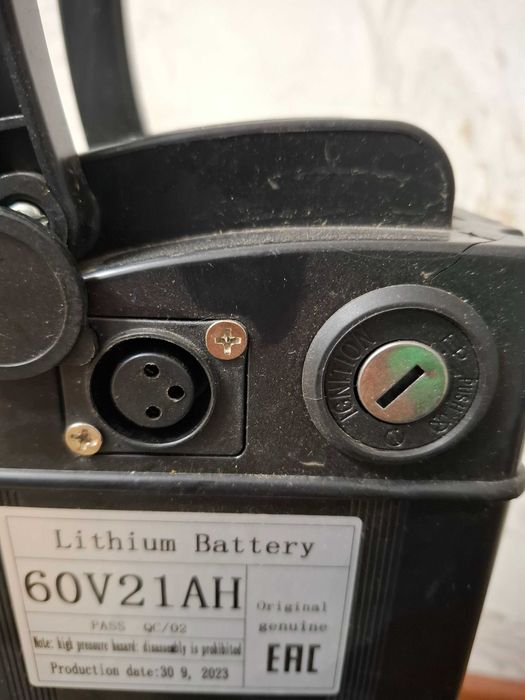 IGNITION
PUSH
Lithium Battery
60V21AH
PASS QC/02
Note: high pressure hazard: disassembly is prohibited
Production date:30 9, 2023
Original
genuine
EAC